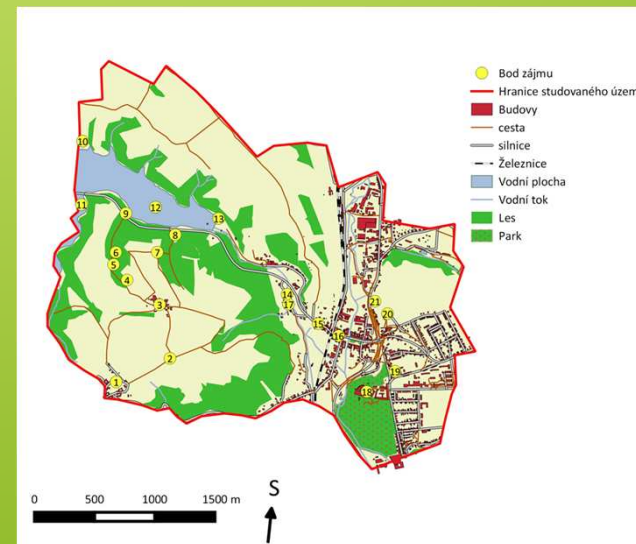 Bod zájmu
Hranice studovaného územ
Budovy
cesta
silnice
Železnice
Vodní plocha
Vodní tok
Les
Park
10
11
9
12
13
8
6
7
5
4
3
14
17
2
1
15
16
21
20
19
18
0 500 1000 1500 m
S